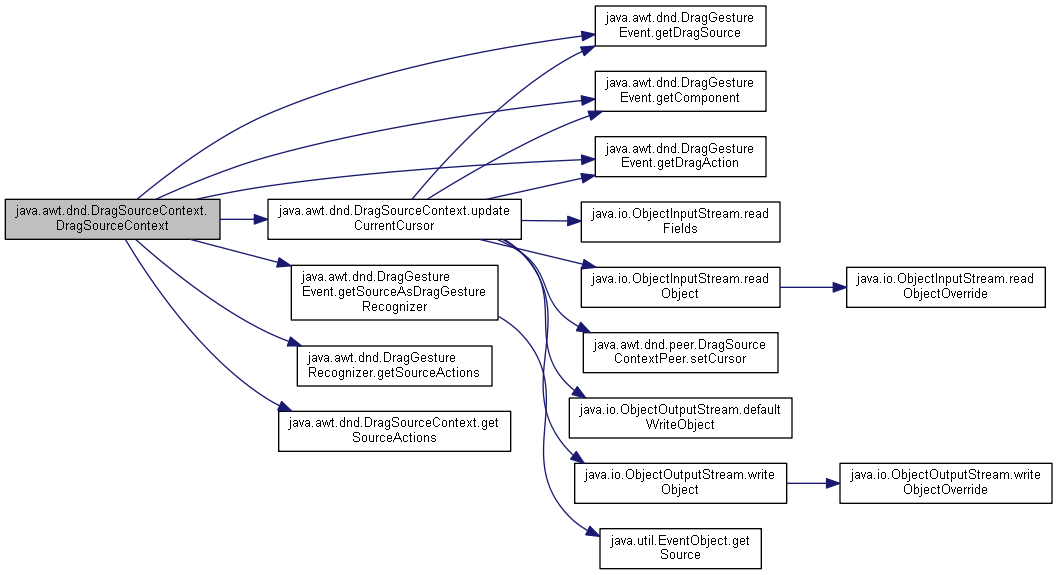 java.awt.dnd.DragGesture
Event.getDragSource
java.awt.dnd.DragGesture
Event.getComponent
java.awt.dnd.DragGesture
Event.getDragAction
java.awt.dnd.DragSourceContext.
DragSourceContext
java.awt.dnd.DragSourceContext.update
CurrentCursor
java.io.ObjectInputStream.read
Fields
java.awt.dnd.DragGesture
Event.getSourceAsDragGesture
Recognizer
java.io.ObjectInputStream.read
Object
java.io.ObjectInputStream.read
ObjectOverride
java.awt.dnd.peer.DragSource
ContextPeer.setCursor
java.awt.dnd.DragGesture
Recognizer.getSourceActions
java.io.ObjectOutputStream.default
WriteObject
java.awt.dnd.DragSourceContext.get
SourceActions
java.io.ObjectOutputStream.write
Object
java.io.ObjectOutputStream.write
ObjectOverride
java.util.EventObject.get
Source